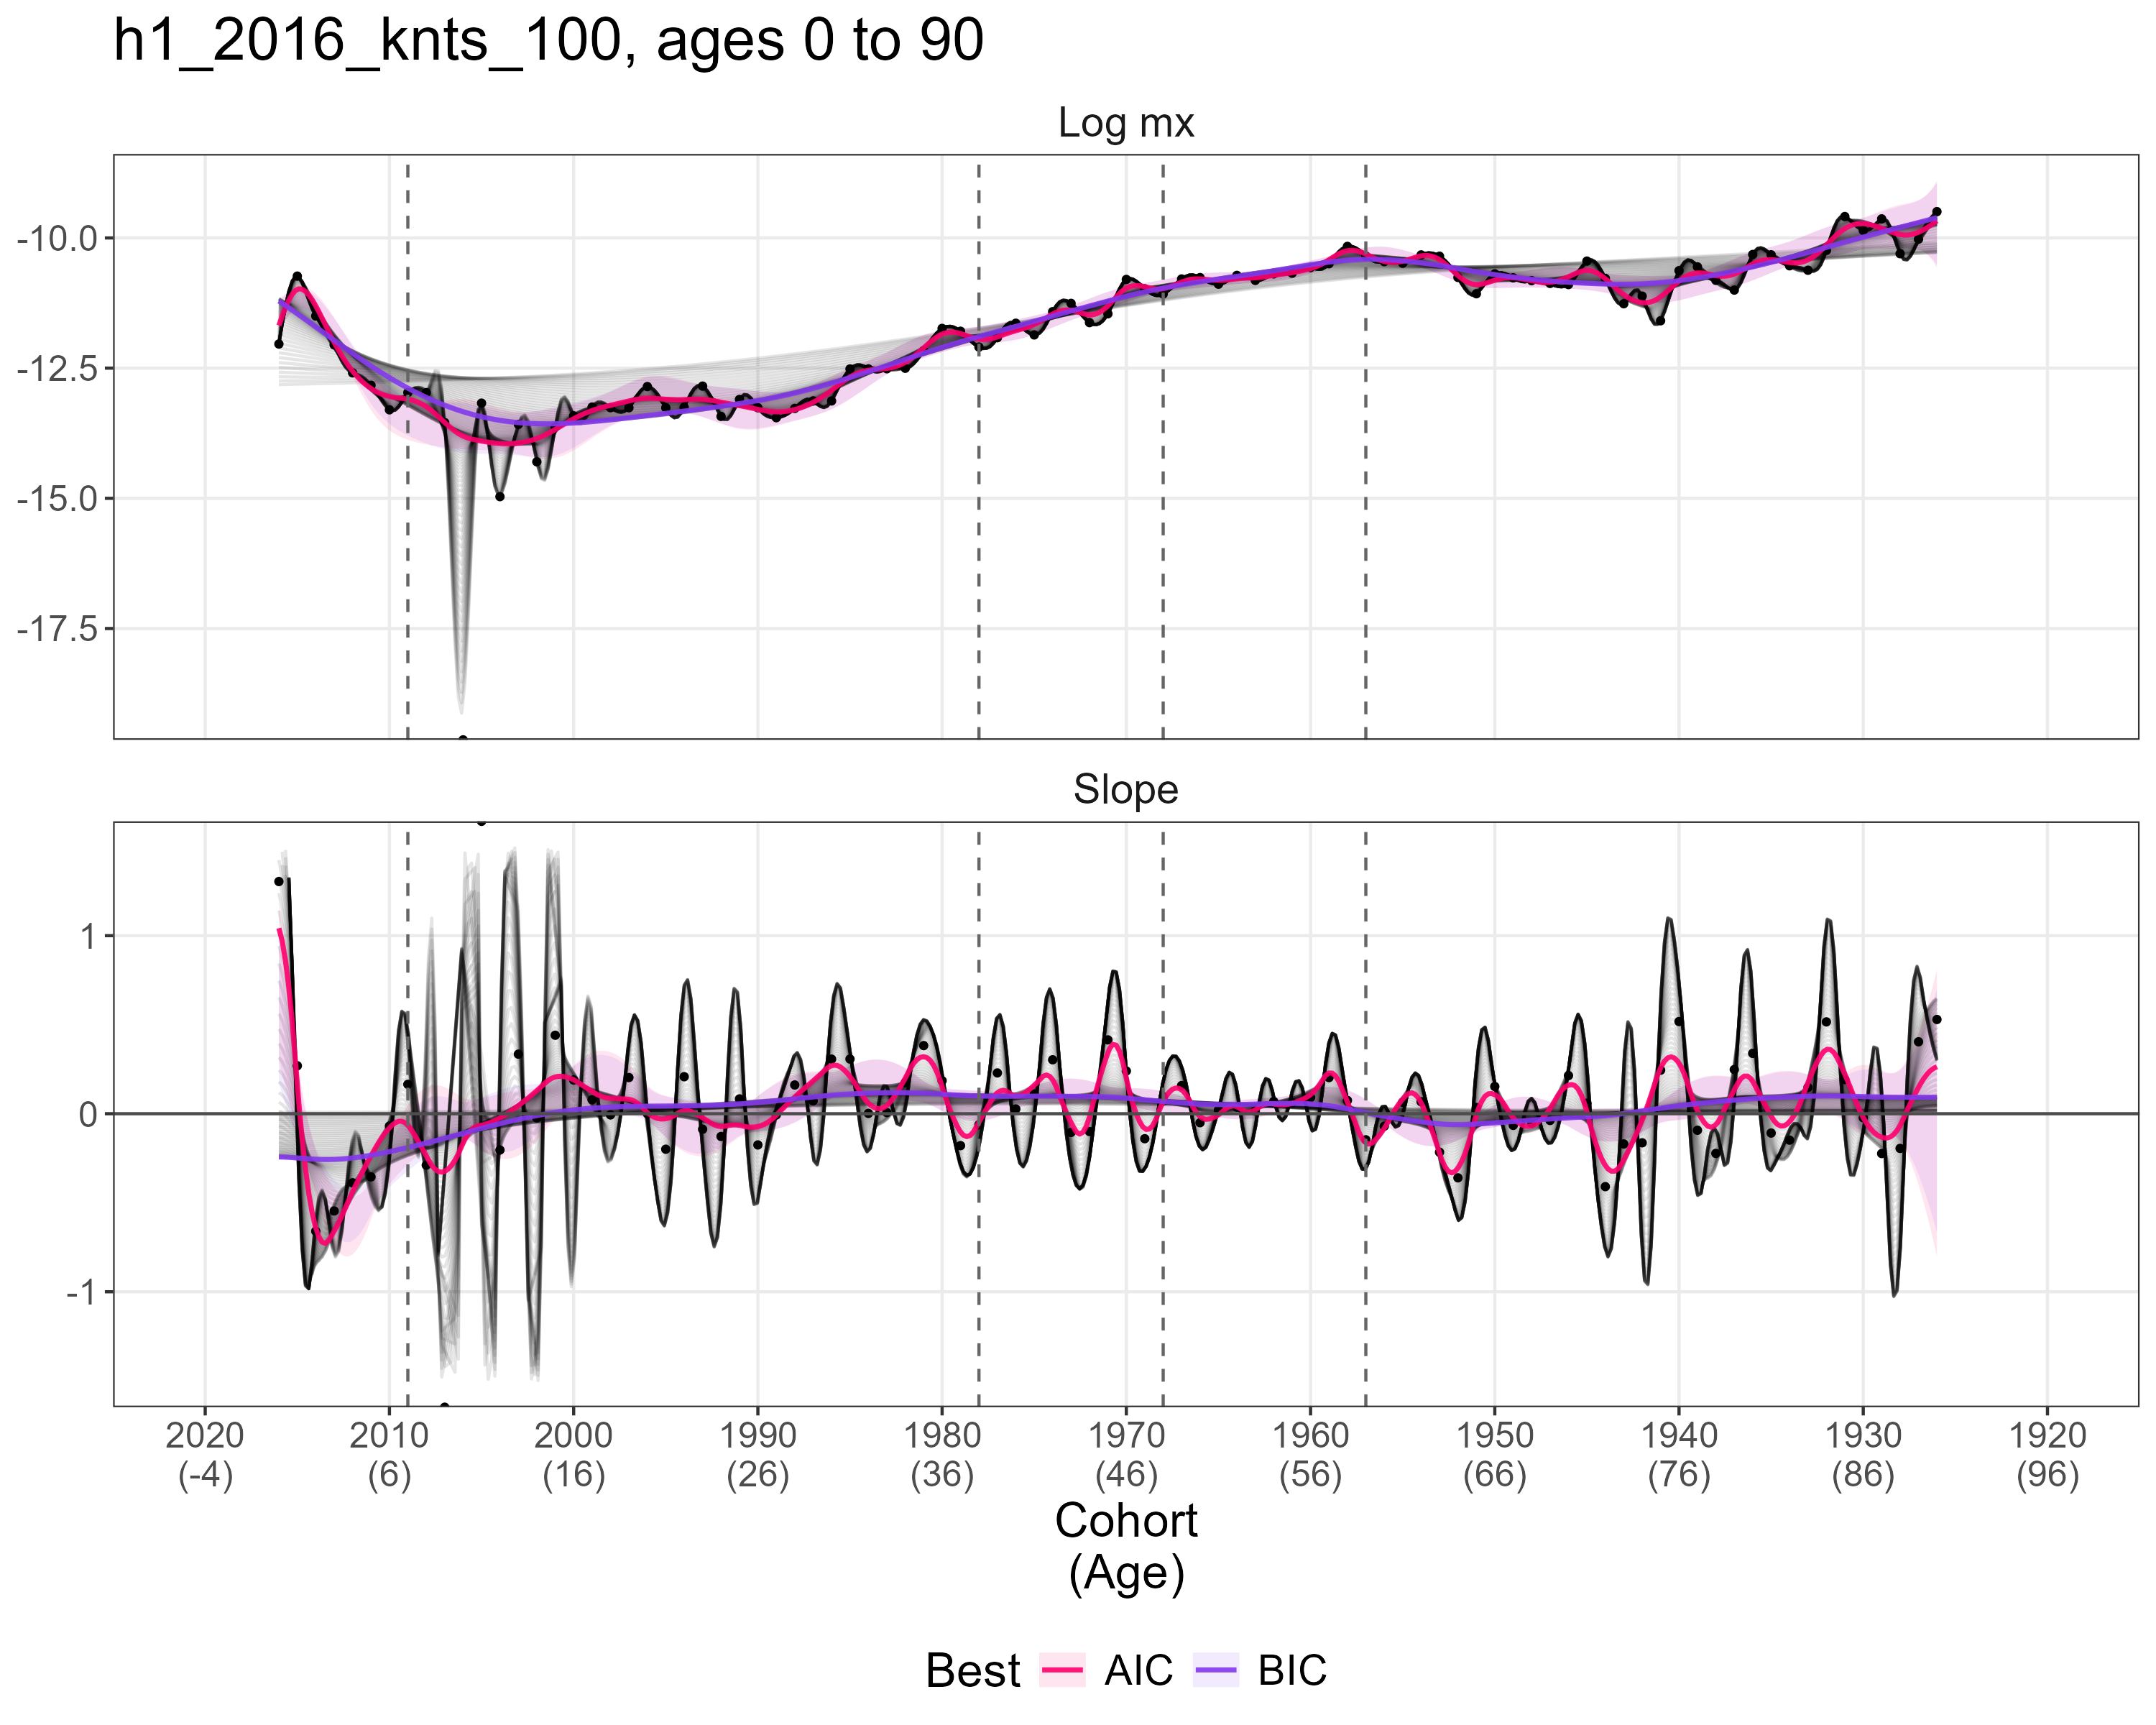 h1_2016_knts_100, ages 0 to 90
Log mx
-10.0
-12.5
-15.0
-17.5
Slope
1
0
-1
2020 2010 2000 1990 1980 1970 1960 1950 1940 1930 1920
(-4) (6) (16) (26) (36) (46) (56) (66) (76) (86) (96)
Cohort
(Age)
Best AIC BIC